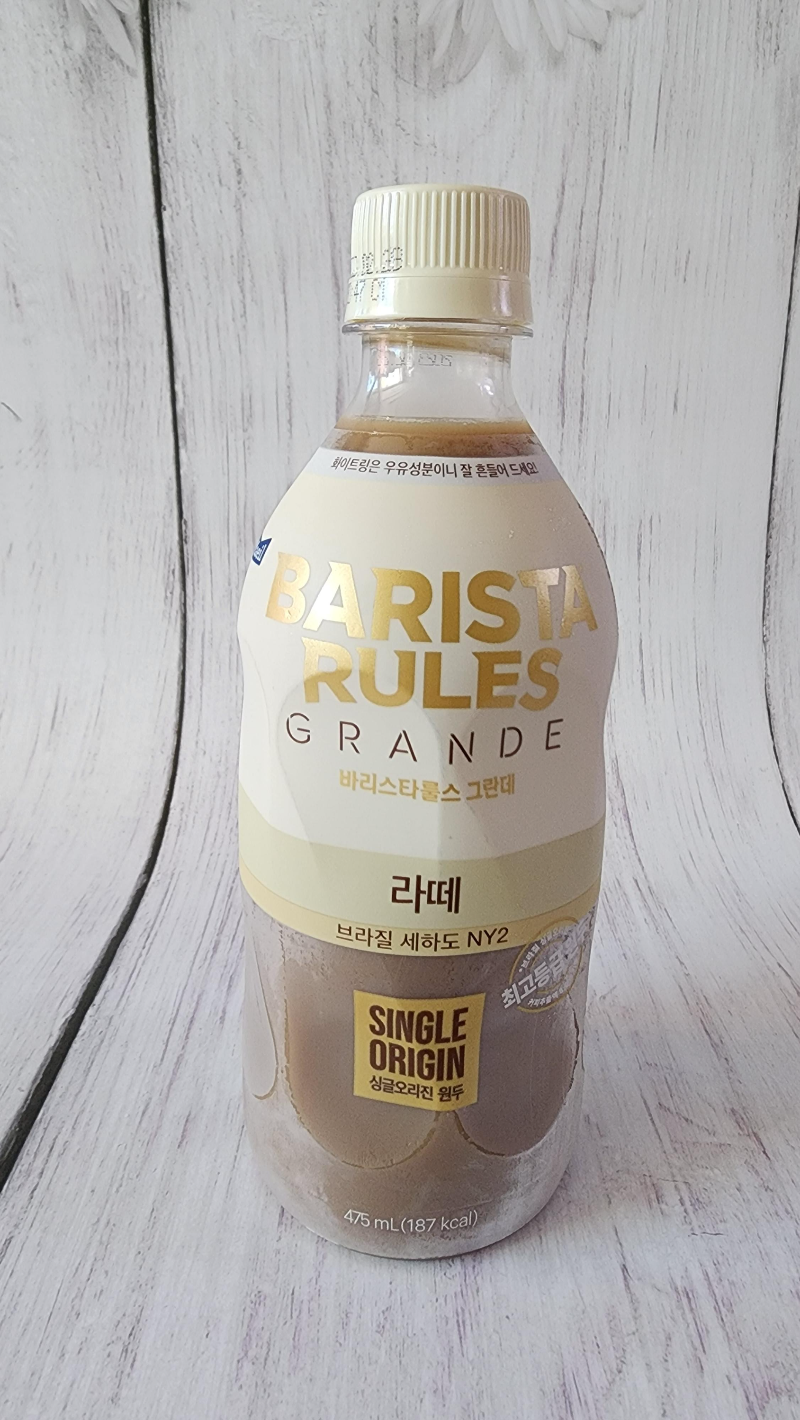 화이트링은 우유성분이니 잘 흔들어 드세요!
BARISTA
RULES
GRANDE
바리스타룰스 그란데
라떼
브라질 세하도 NY2
최고등급
SINGLE
ORIGIN
싱글오리진 원두
475 mL(187 kcal)